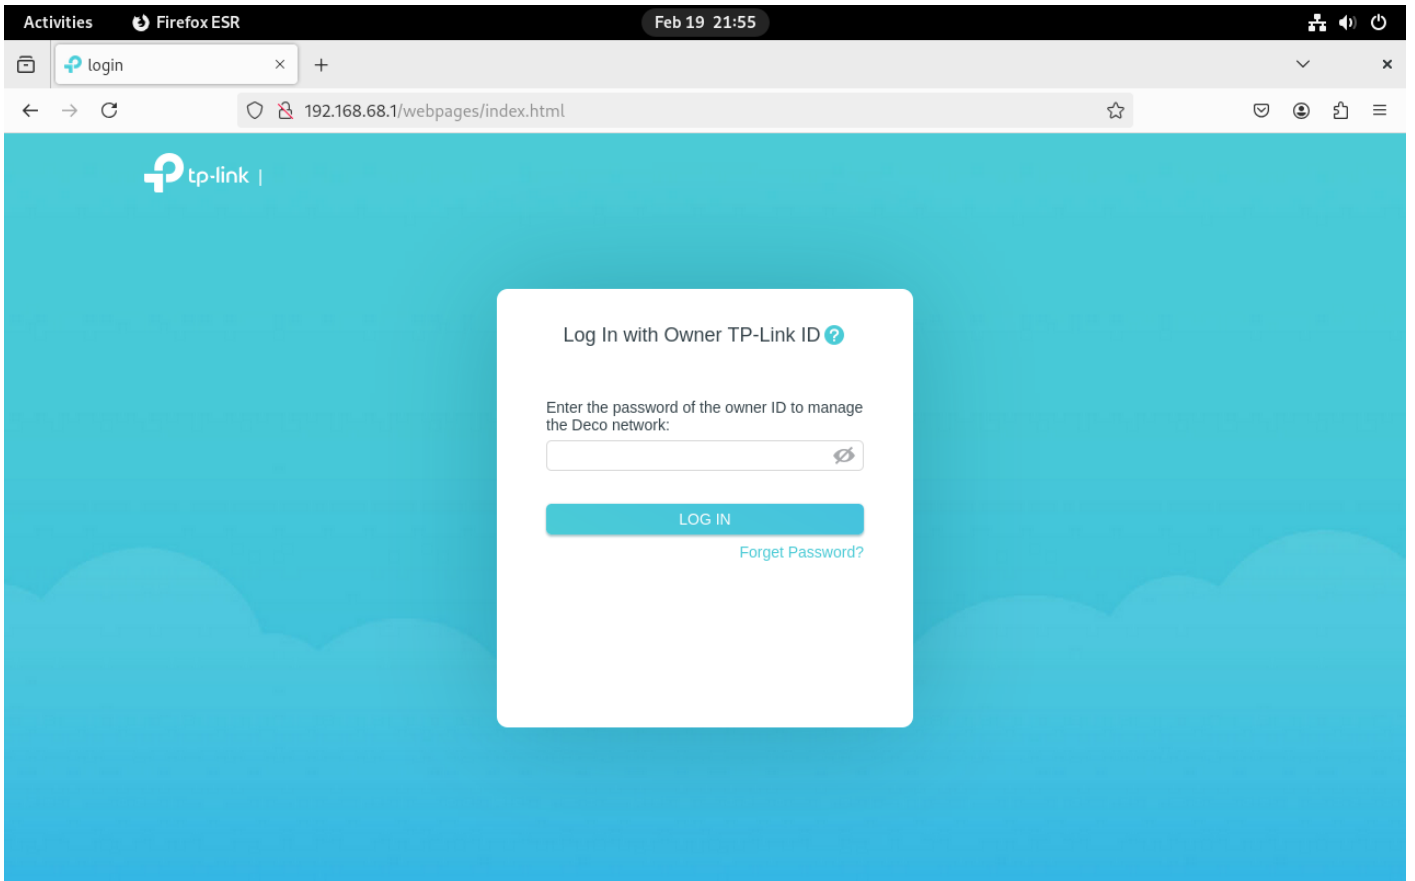 Activities Firefox ESR Feb 19 21:55
login
192.168.68.1/webpages/index.html
tp-link |
Log In with Owner TP-Link ID ?
Enter the password of the owner ID to manage
the Deco network:
LOG IN
Forget Password?